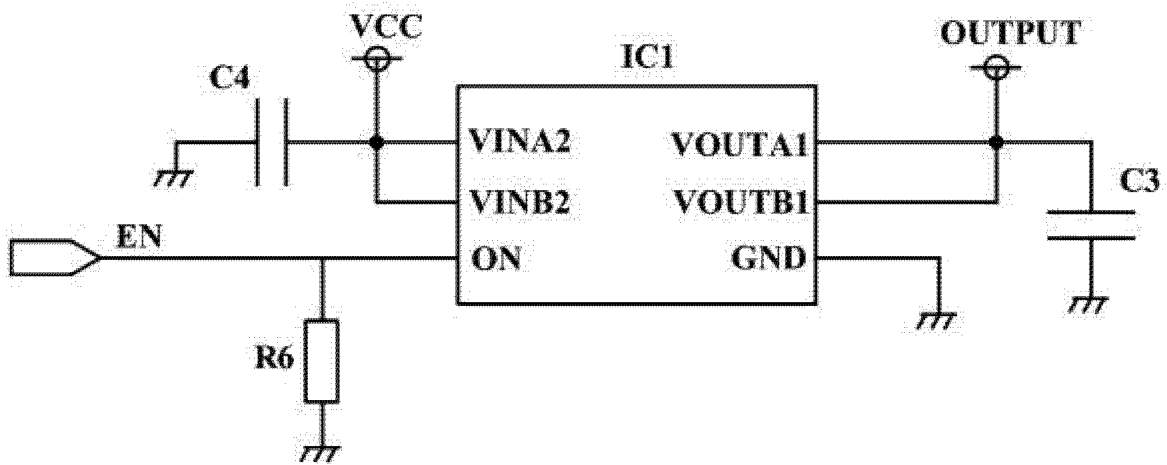 VCC
OUTPUT
C4
IC1
VINA2
VOUTA1
VINB2
VOUTB1
C3
EN
ON
GND
R6